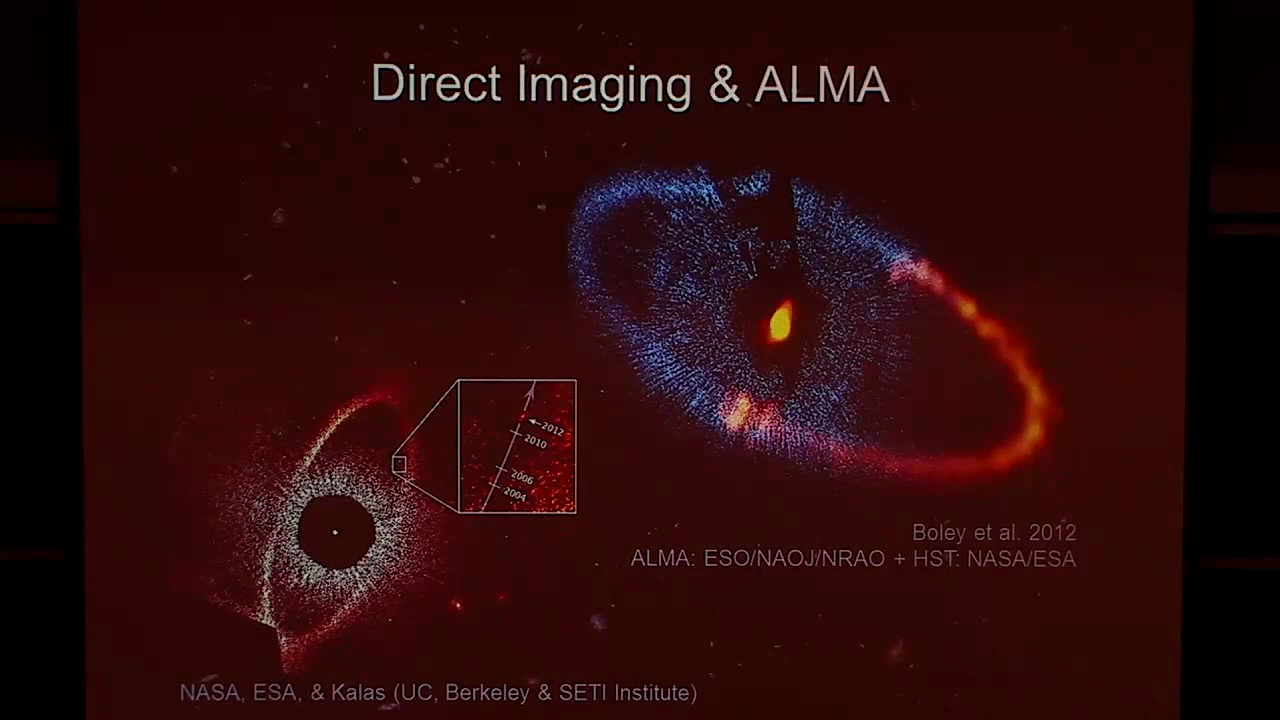 Direct Imaging & ALMA
2012
2010
2006
2004
Boley et al. 2012
ALMA: ESO/NAOJ/NRAO + HST: NASA/ESA
NASA, ESA, & Kalas (UC, Berkeley & SETI Institute)